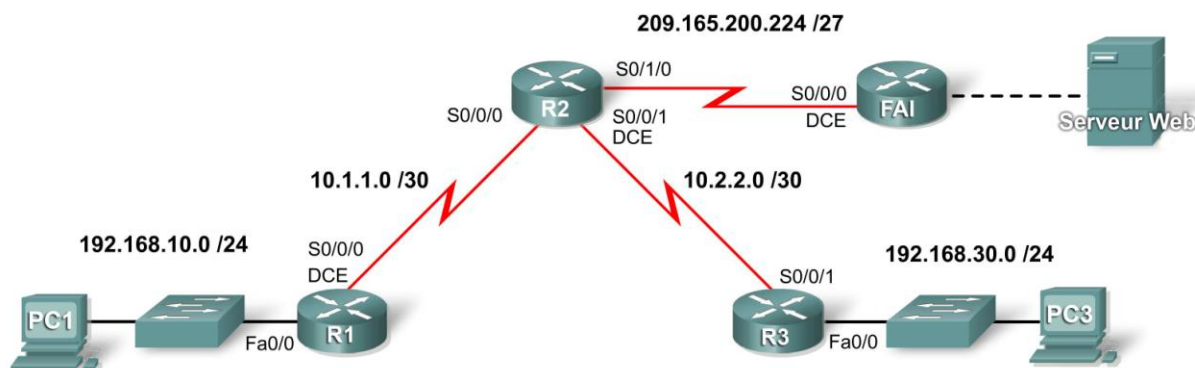 209.165.200.224 /27
S0/1/0
S0/0/0
R2
S0/0/1
DCE
S0/0/0
DCE
FAI
Serveur Web
10.1.1.0 /30
10.2.2.0 /30
192.168.10.0 /24
S0/0/0
DCE
PC1
Fa0/0
R1
S0/0/1
192.168.30.0 /24
R3
Fa0/0
PC3